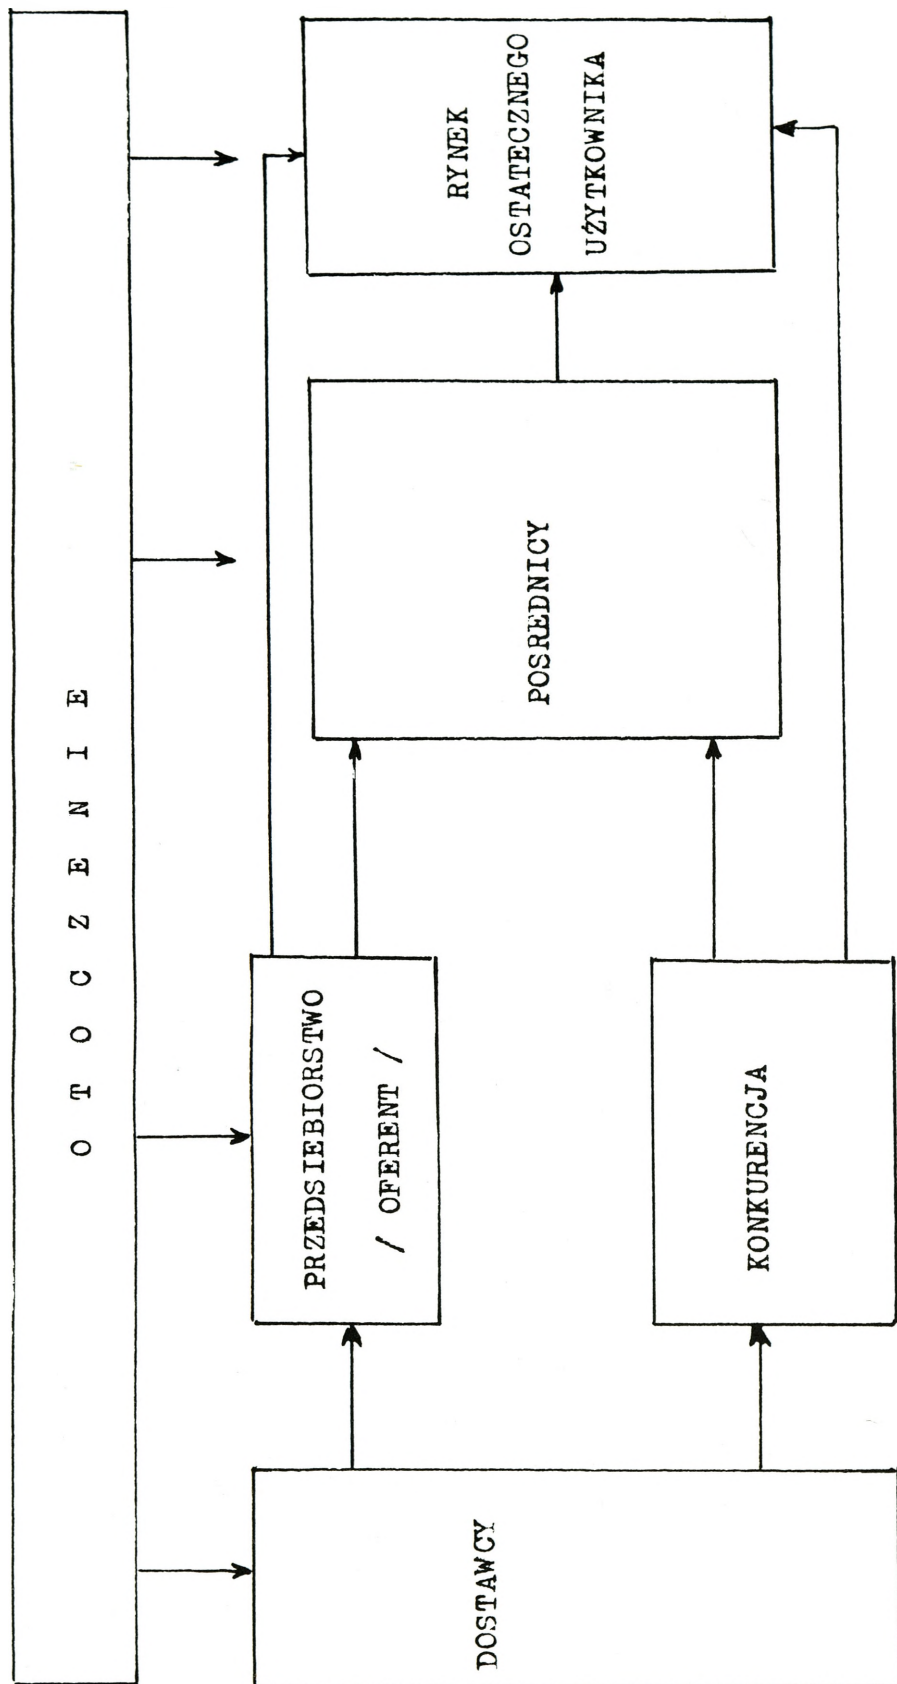 O T O C Z E N I E
DOSTAWCY
PRZEDSIEBIORSTWO
/ OFERENT /
KONKURENCJA
POSREDNICY
RYNEK
OSTATECZNEGO
UŻYTKOWNIKA